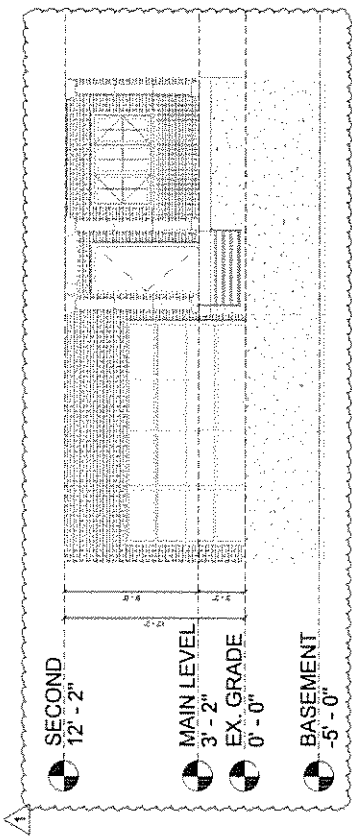 1
SECOND
12' - 2"
MAIN LEVEL
3' - 2"
EX. GRADE
0' - 0"
BASEMENT
-5' - 0"